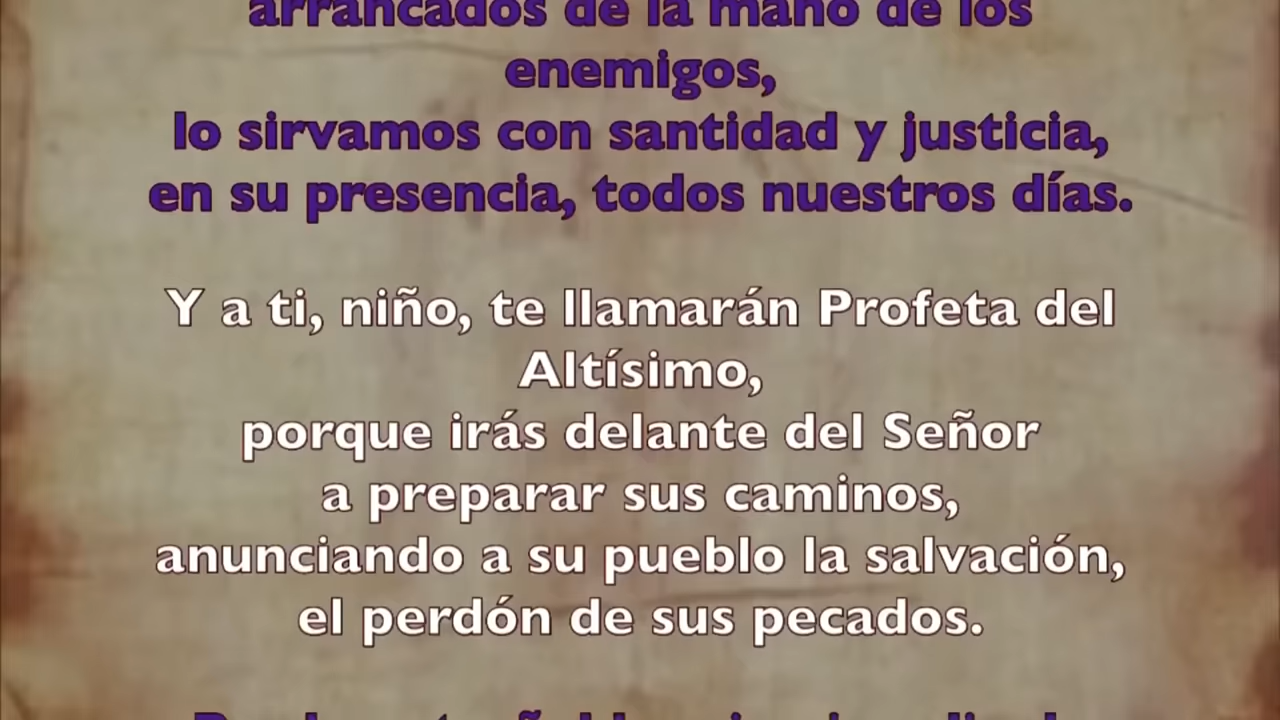 arrancados de la mano de los
enemigos,
lo sirvamos con santidad y justicia,
en su presencia, todos nuestros días.
Y a ti, niño, te llamarán Profeta del
Altísimo,
porque irás delante del Señor
a preparar sus caminos,
anunciando a su pueblo la salvación,
el perdón de sus pecados.